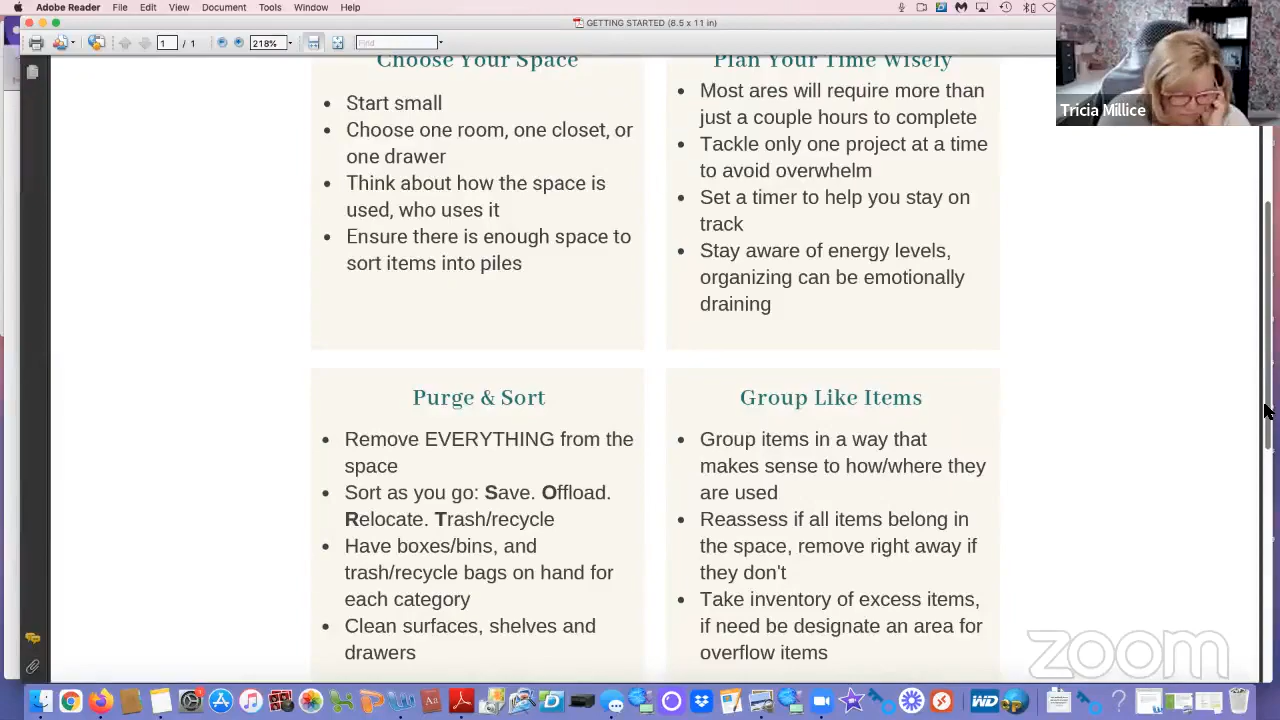 Adobe Reader File Edit View Document Tools Window Help
GETTING STARTED (8.5 x 11 in)
1 / 1 218% Find
Tricia Millice
Choose Your Space
Start small
Choose one room, one closet, or
one drawer
Think about how the space is
used, who uses it
Ensure there is enough space to
sort items into piles
Plan Your Time Wisely
Most ares will require more than
just a couple hours to complete
Tackle only one project at a time
to avoid overwhelm
Set a timer to help you stay on
track
Stay aware of energy levels,
organizing can be emotionally
draining
Purge & Sort
Remove EVERYTHING from the
space
Sort as you go: Save. Offload.
Relocate. Trash/recycle
Have boxes/bins, and
trash/recycle bags on hand for
each category
Clean surfaces, shelves and
drawers
Group Like Items
Group items in a way that
makes sense to how/where they
are used
Reassess if all items belong in
the space, remove right away if
they don't
Take inventory of excess items,
if need be designate an area for
overflow items
zoom
WD